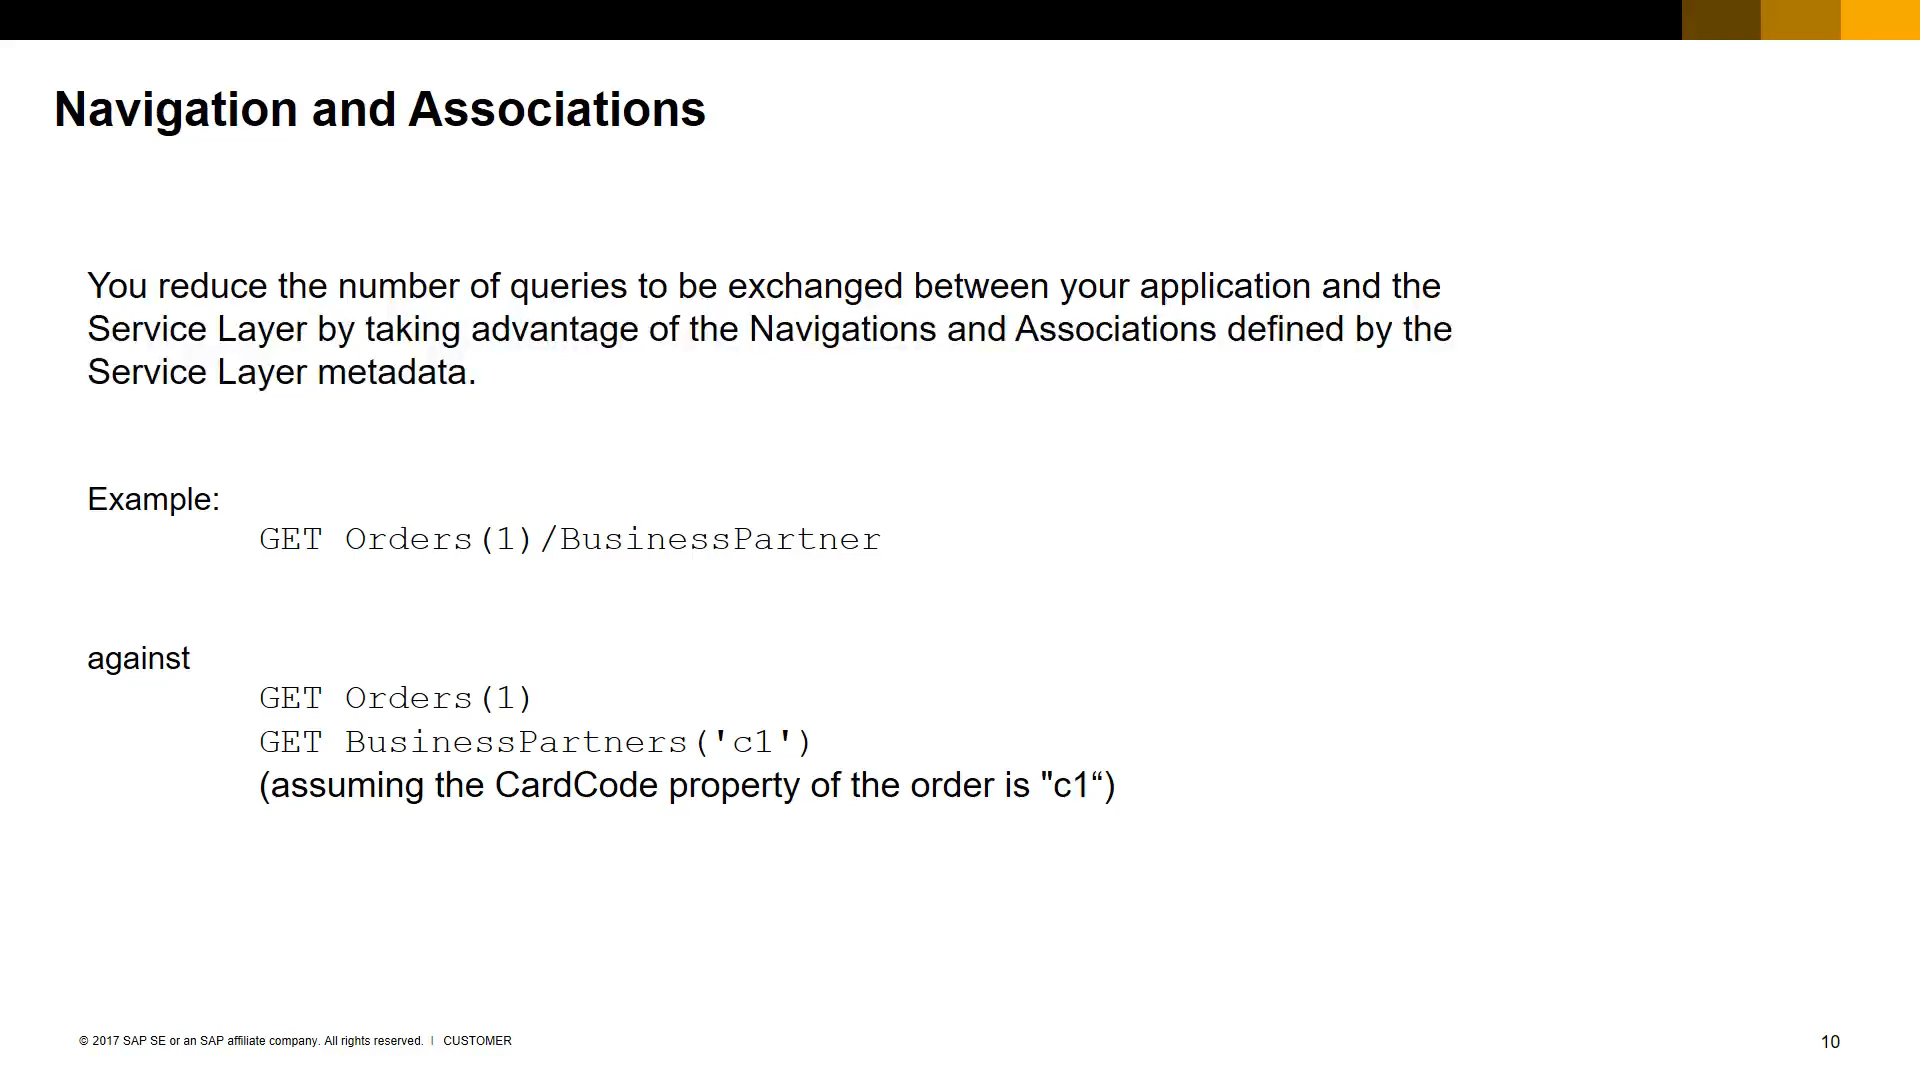 Navigation and Associations
You reduce the number of queries to be exchanged between your application and the
Service Layer by taking advantage of the Navigations and Associations defined by the
Service Layer metadata.
Example:
GET Orders(1)/BusinessPartner
against
GET Orders(1)
GET BusinessPartners('c1')
(assuming the CardCode property of the order is "c1“)
© 2017 SAP SE or an SAP affiliate company. All rights reserved. | CUSTOMER
10